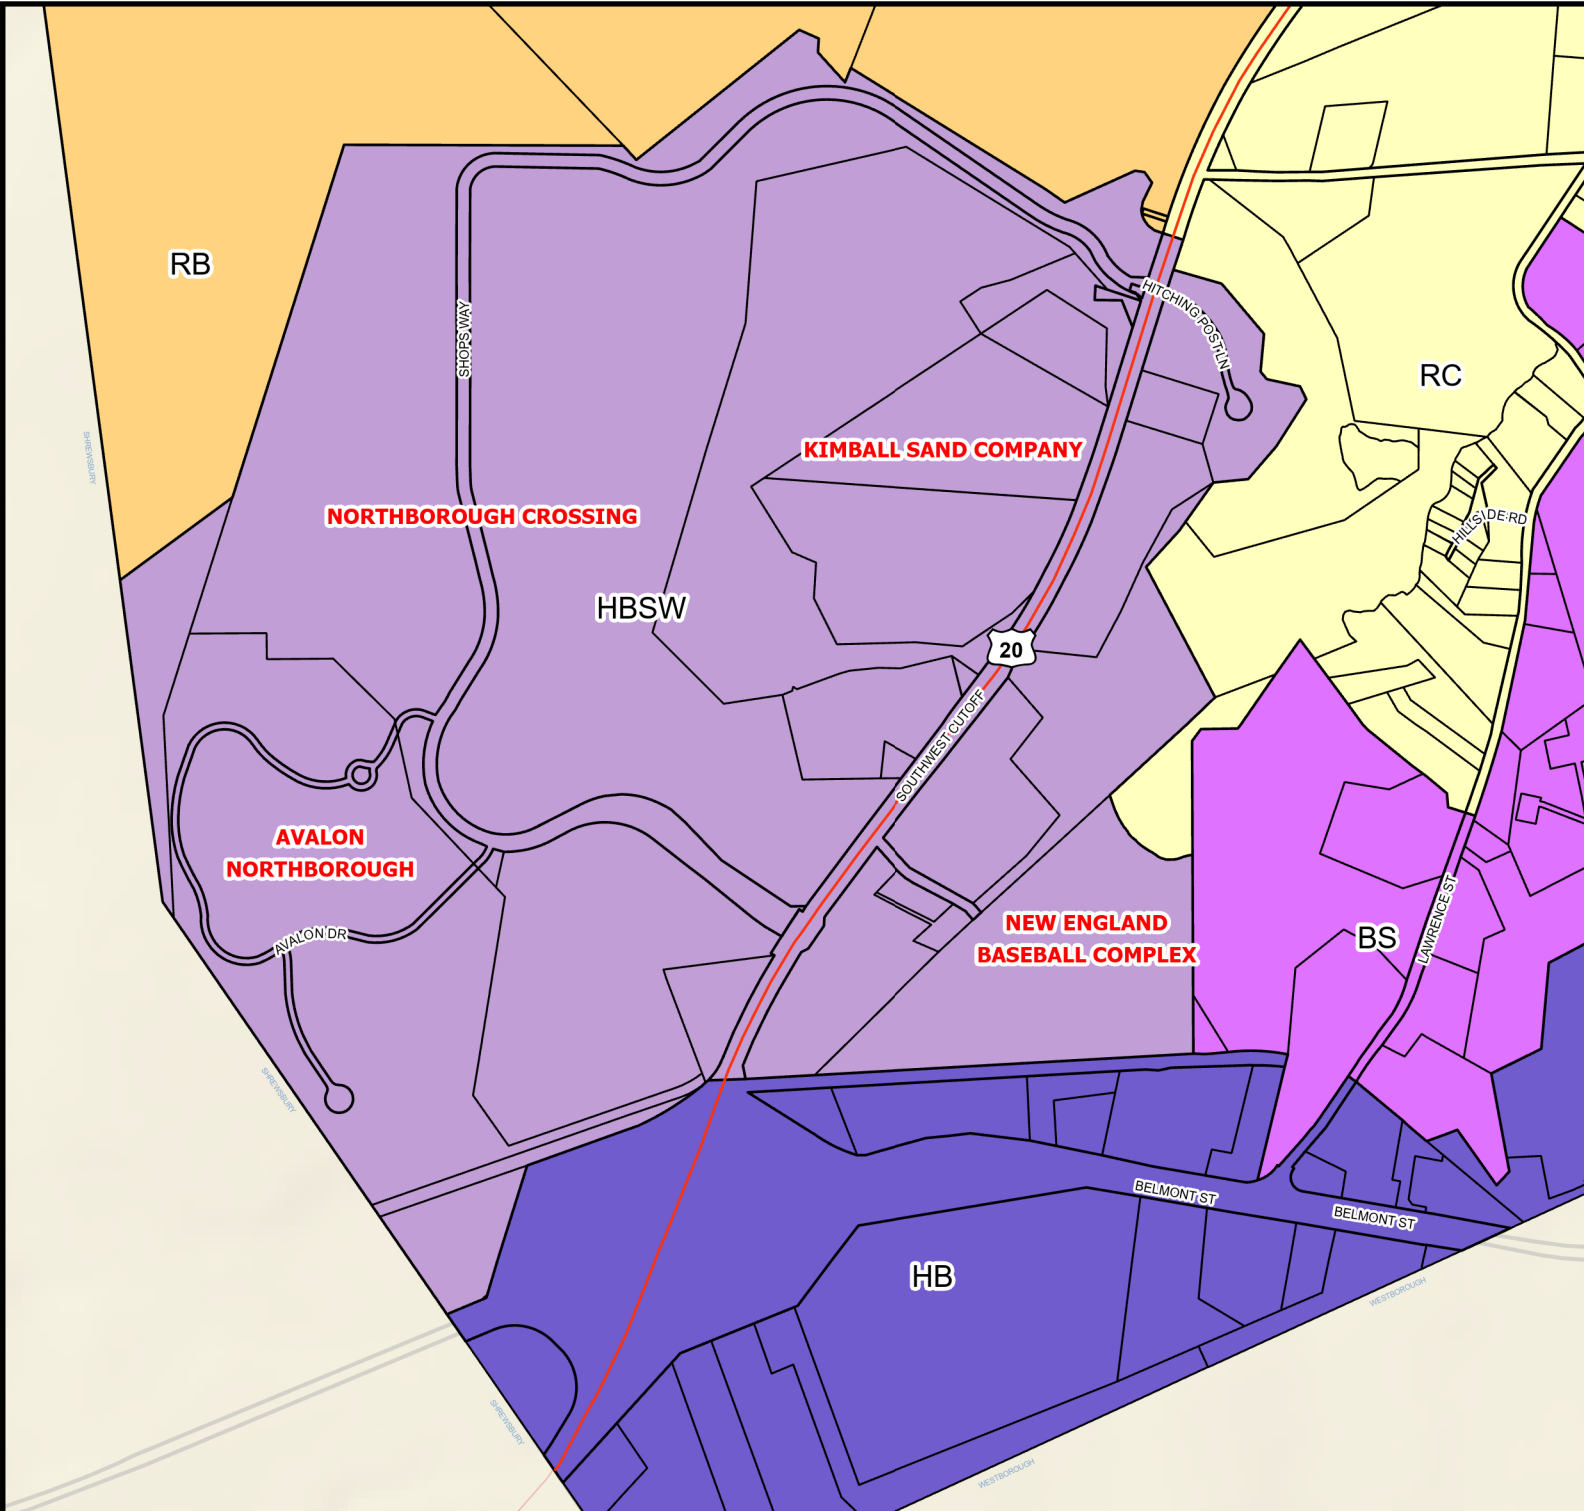 RB
HITCHING POST LN
SHOPS WAY
RC
SHREWSBURY
KIMBALL SAND COMPANY
NORTHBOROUGH CROSSING
HILLSIDE RD
HBSW
20
SOUTHWEST CUTOFF
AVALON
NORTHBOROUGH
NEW ENGLAND
BASEBALL COMPLEX
LAWRENCE ST
BS
AVALON DR
SHREWSBURY
BELMONT ST
BELMONT ST
HB
WESTBOROUGH
SHREWSBURY
WESTBOROUGH